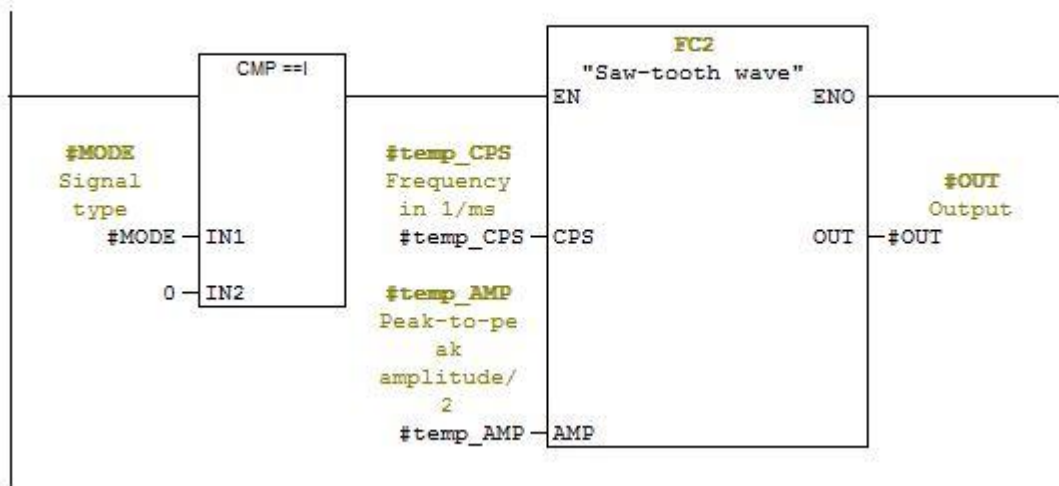 CMP ==I
#MODE
Signal
type
#MODE
IN1
0
IN2
FC2
"Saw-tooth wave"
EN
ENO
#temp_CPS
Frequency
in 1/ms
#temp_CPS
CPS
#temp_AMP
Peak-to-pe
ak
amplitude/
2
#temp_AMP
AMP
#OUT
Output
OUT
#OUT